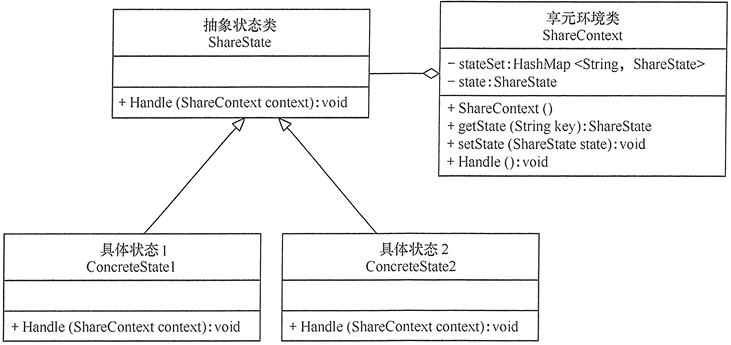 抽象状态类
ShareState
+ Handle (ShareContext context):void
享元环境类
ShareContext
- stateSet:HashMap <String, ShareState>
- state:ShareState
+ ShareContext ()
+ getState (String key):ShareState
+ setState (ShareState state):void
+ Handle ():void
具体状态1
ConcreteState1
+ Handle (ShareContext context):void
具体状态2
ConcreteState2
+ Handle (ShareContext context):void